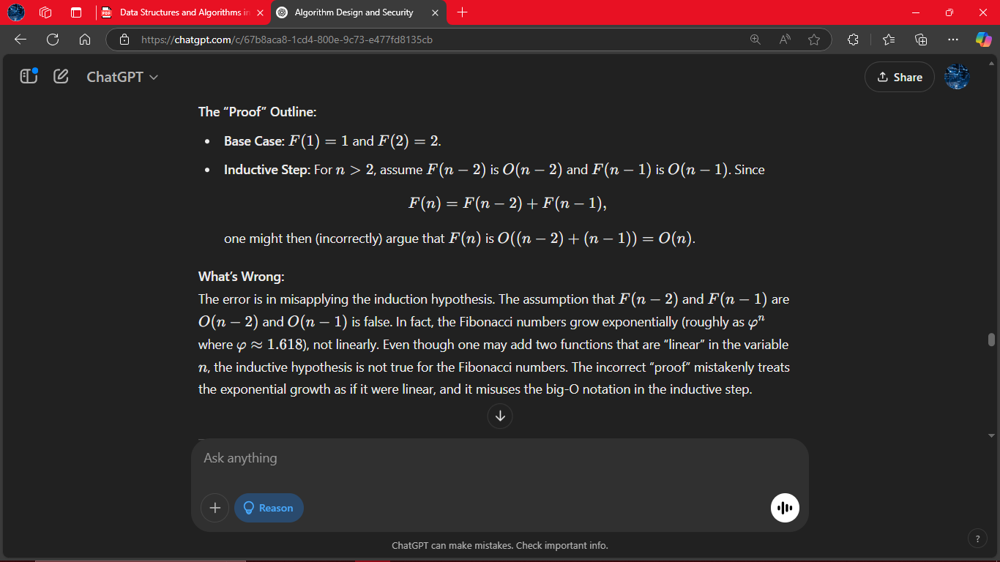 Data Structures and Algorithms in
Algorithm Design and Security
https://chatgpt.com/c/67b8aca8-1cd4-800e-9c73-e477fd8135cb
ChatGPT
Share
The “Proof” Outline:
• Base Case: F(1) = 1 and F(2) = 2.
• Inductive Step: For n > 2, assume F(n − 2) is O(n − 2) and F(n − 1) is O(n − 1). Since
F(n) = F(n − 2) + F(n − 1),
one might then (incorrectly) argue that F(n) is O((n − 2) + (n − 1)) = O(n).
What’s Wrong:
The error is in misapplying the induction hypothesis. The assumption that F(n − 2) and F(n − 1) are
O(n − 2) and O(n − 1) is false. In fact, the Fibonacci numbers grow exponentially (roughly as φⁿ
where φ ≈ 1.618), not linearly. Even though one may add two functions that are “linear” in the variable
n, the inductive hypothesis is not true for the Fibonacci numbers. The incorrect “proof” mistakenly treats
the exponential growth as if it were linear, and it misuses the big-O notation in the inductive step.
Ask anything
Reason
ChatGPT can make mistakes. Check important info.
?